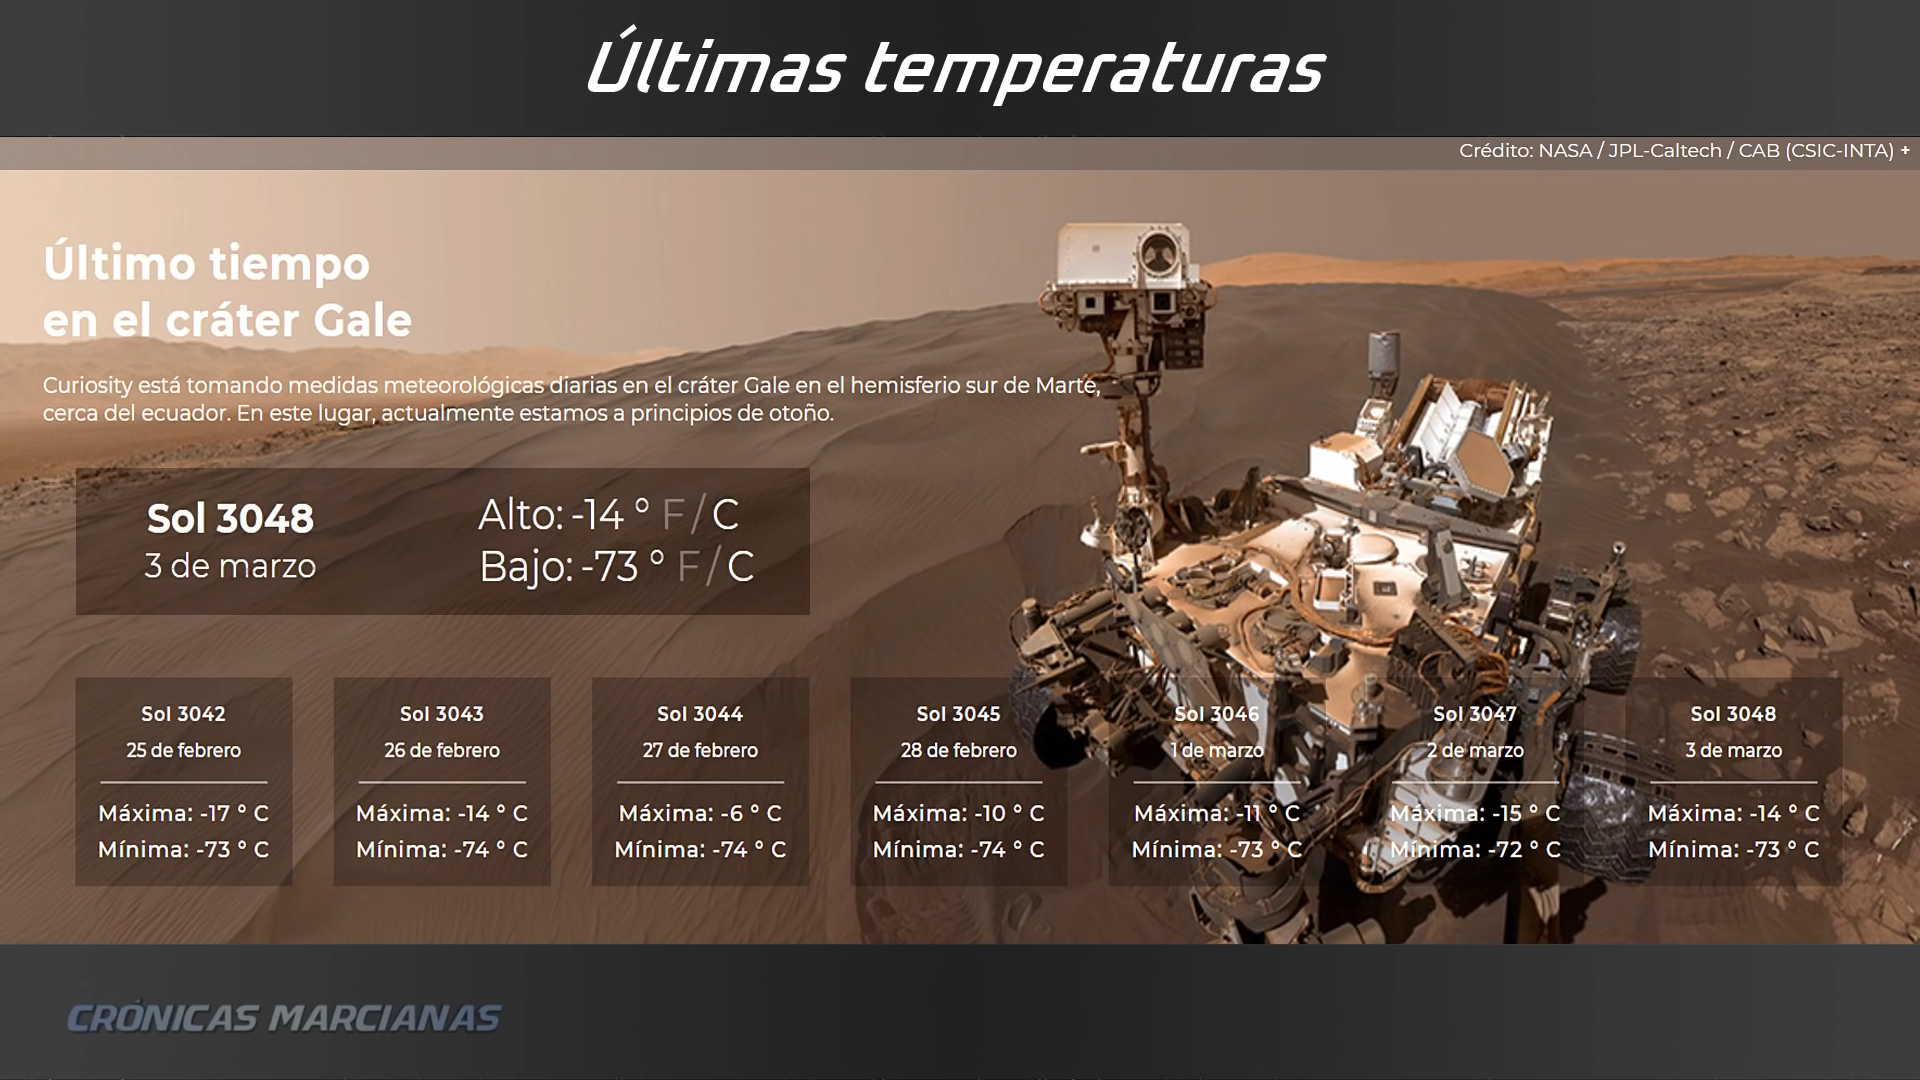 Últimas temperaturas
Crédito: NASA / JPL-Caltech / CAB (CSIC-INTA) +
Último tiempo
en el cráter Gale
Curiosity está tomando medidas meteorológicas diarias en el cráter Gale en el hemisferio sur de Marte,
cerca del ecuador. En este lugar, actualmente estamos a principios de otoño.
Sol 3048
3 de marzo
Alto: -14 ° F / C
Bajo: -73 ° F / C
Sol 3042
25 de febrero
Máxima: -17 ° C
Mínima: -73 ° C
Sol 3043
26 de febrero
Máxima: -14 ° C
Mínima: -74 ° C
Sol 3044
27 de febrero
Máxima: -6 ° C
Mínima: -74 ° C
Sol 3045
28 de febrero
Máxima: -10 ° C
Mínima: -74 ° C
Sol 3046
1 de marzo
Máxima: -11 ° C
Mínima: -73 ° C
Sol 3047
2 de marzo
Máxima: -15 ° C
Mínima: -72 ° C
Sol 3048
3 de marzo
Máxima: -14 ° C
Mínima: -73 ° C
CRÓNICAS MARCIANAS